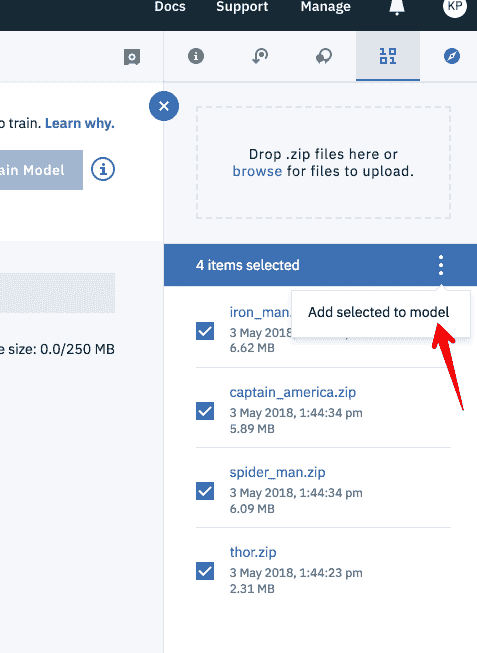 Docs Support Manage KP
o train. Learn why.
ain Model
e size: 0.0/250 MB
Drop .zip files here or
browse for files to upload.
4 items selected
Add selected to model
iron_man.
3 May 2018
6.62 MB
captain_america.zip
3 May 2018, 1:44:34 pm
5.89 MB
spider_man.zip
3 May 2018, 1:44:34 pm
6.09 MB
thor.zip
3 May 2018, 1:44:23 pm
2.31 MB